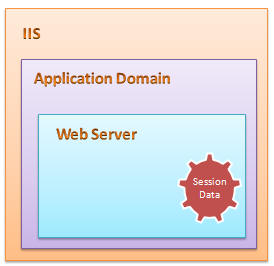 IIS
Application Domain
Web Server
Session
Data